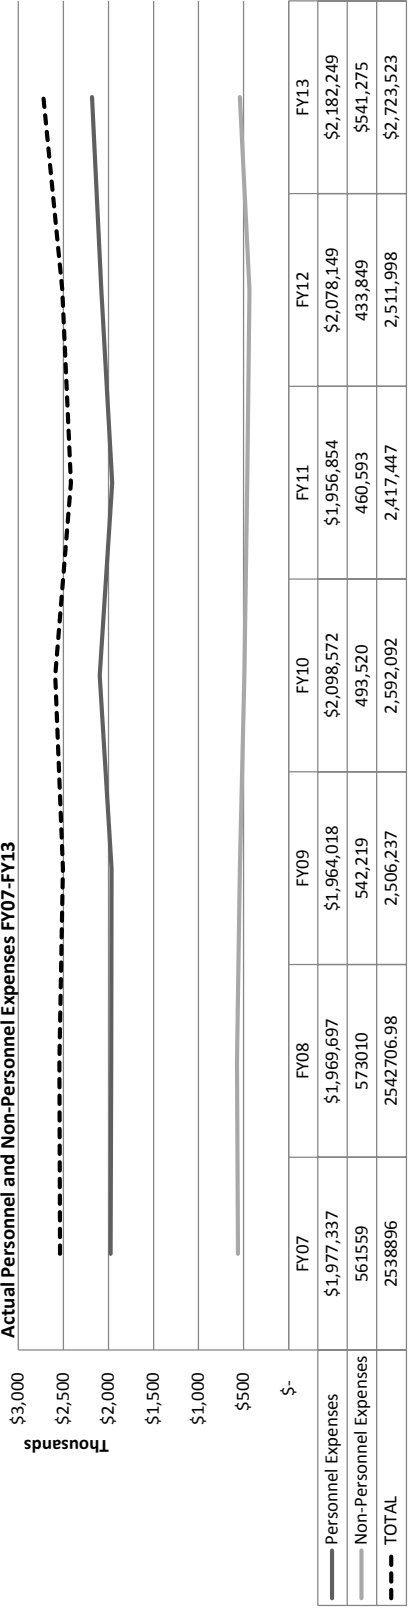 Actual Personnel and Non-Personnel Expenses FY07-FY13
Thousands
$3,000
$2,500
$2,000
$1,500
$1,000
$500
$-
FY07 FY08 FY09 FY10 FY11 FY12 FY13
Personnel Expenses $1,977,337 $1,969,697 $1,964,018 $2,098,572 $1,956,854 $2,078,149 $2,182,249
Non-Personnel Expenses 561559 573010 542,219 493,520 460,593 433,849 $541,275
TOTAL 2538896 2542706.98 2,506,237 2,592,092 2,417,447 2,511,998 $2,723,523